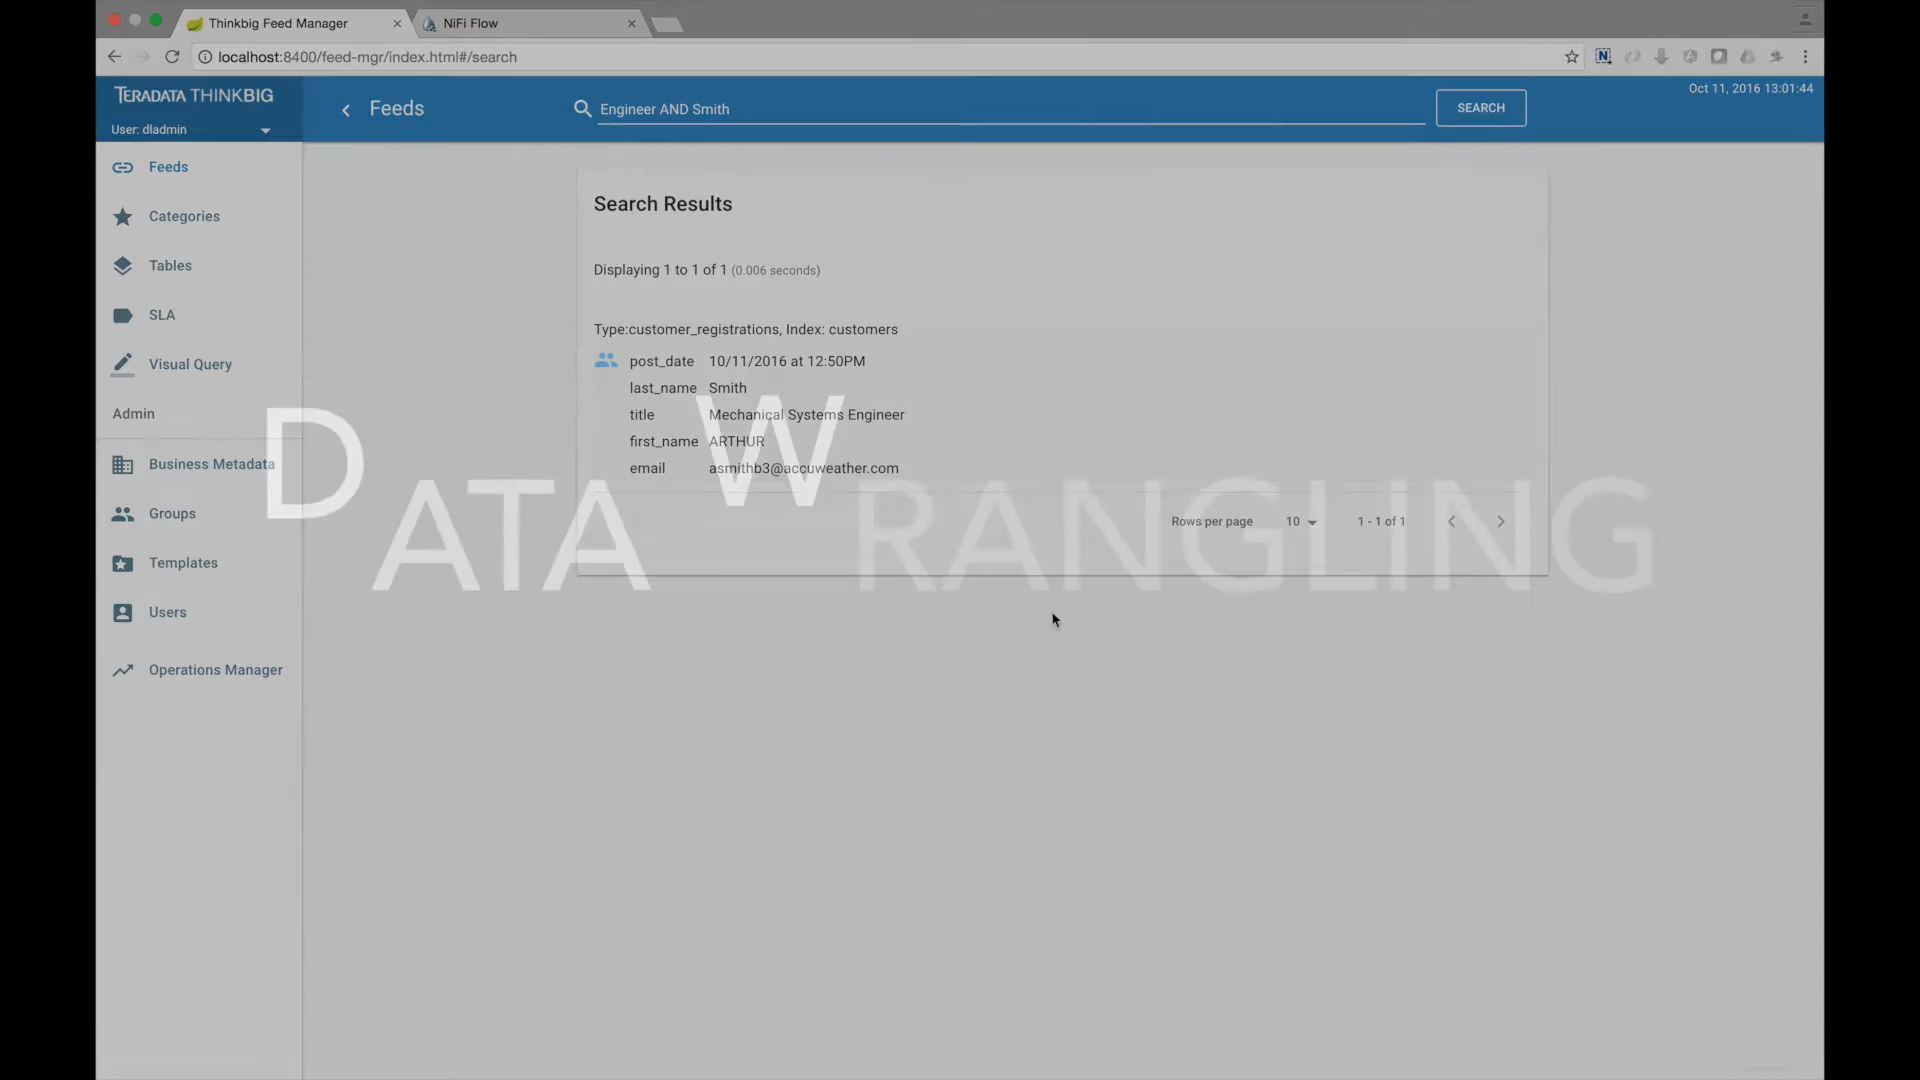 Thinkbig Feed Manager
NiFi Flow
localhost:8400/feed-mgr/index.html#/search
TERADATA THINKBIG
User: dladmin
Feeds
Engineer AND Smith
SEARCH
Oct 11, 2016 13:01:44
Feeds
Categories
Tables
SLA
Visual Query
Admin
Business Metadata
Groups
Templates
Users
Operations Manager
Search Results
Displaying 1 to 1 of 1 (0.006 seconds)
Type:customer_registrations, Index: customers
post_date 10/11/2016 at 12:50PM
last_name Smith
title Mechanical Systems Engineer
first_name ARTHUR
email asmithb3@accuweather.com
Rows per page 10 1 - 1 of 1
DATA WRANGLING